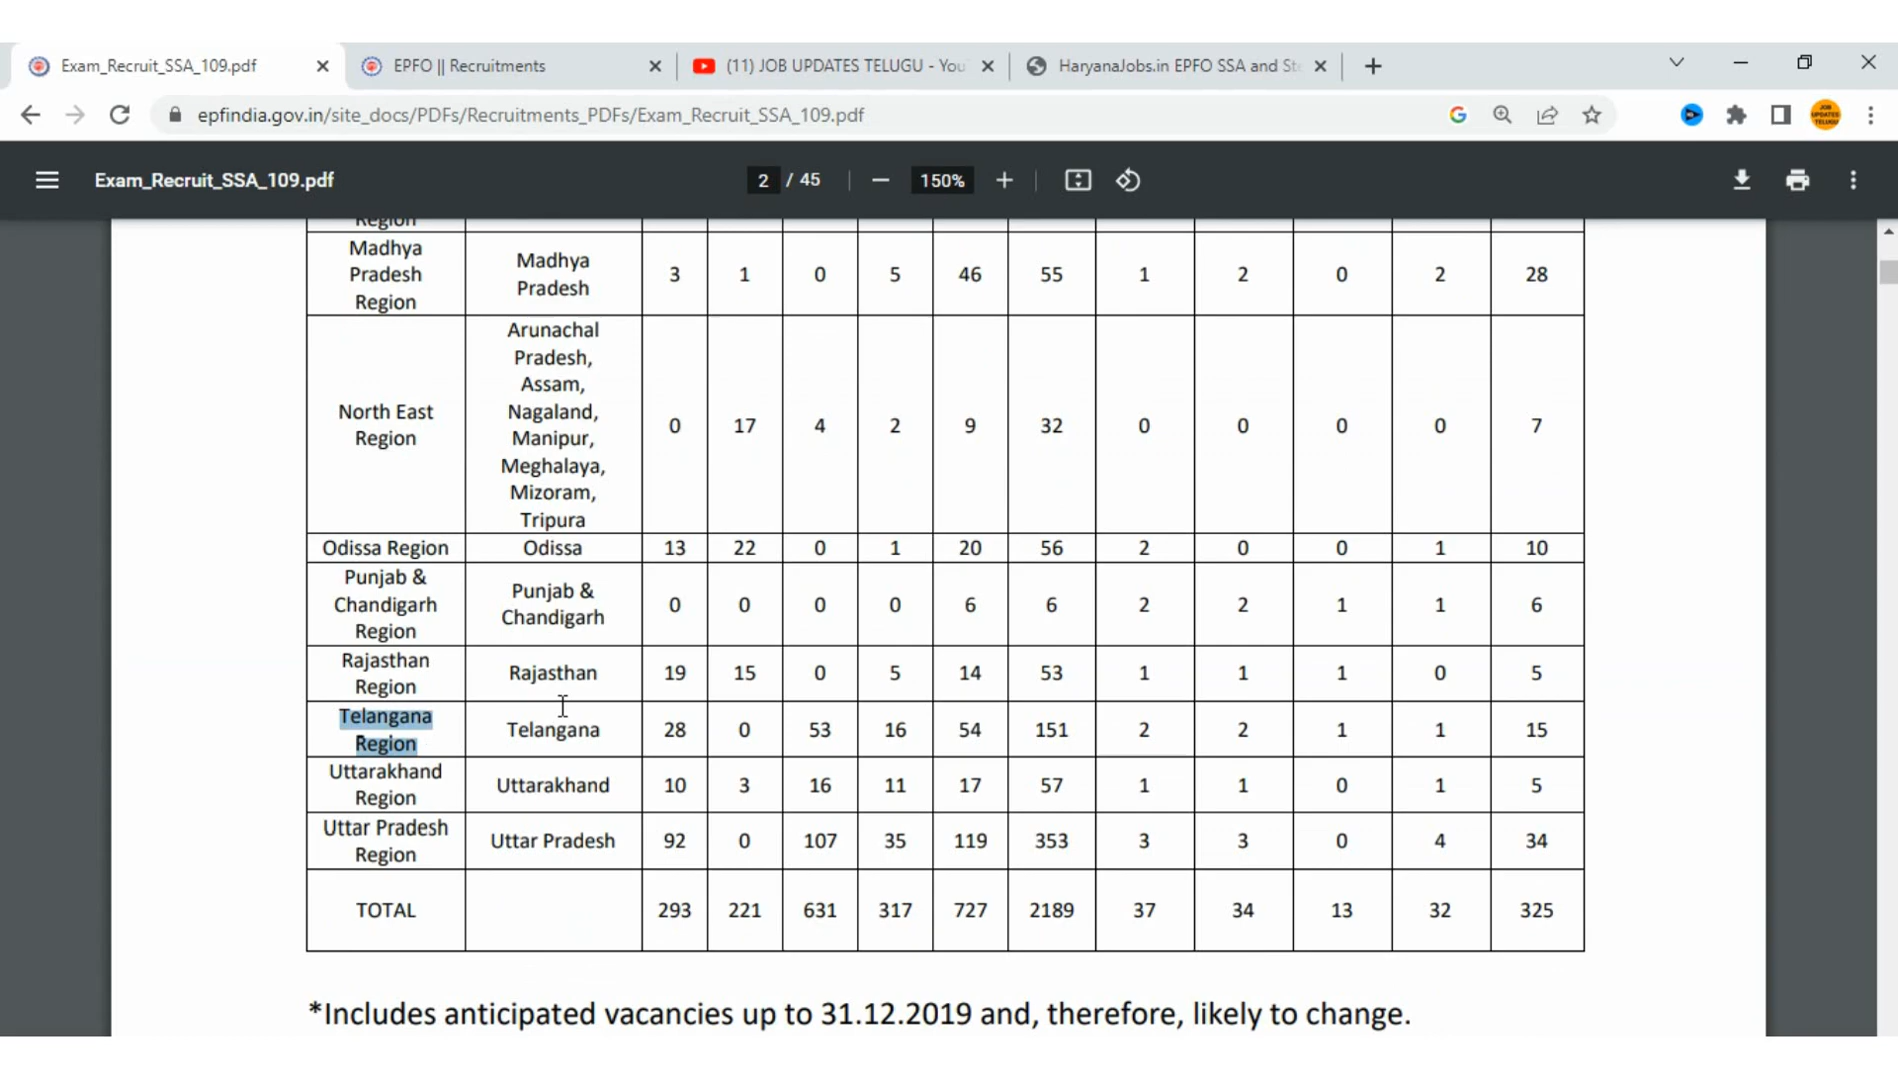 Exam_Recruit_SSA_109.pdf
EPFO || Recruitments
(11) JOB UPDATES TELUGU - You
HaryanaJobs.in EPFO SSA and St
epfindia.gov.in/site_docs/PDFs/Recruitments_PDFs/Exam_Recruit_SSA_109.pdf
JOB UPDATES TELUGU
Exam_Recruit_SSA_109.pdf
2 / 45
150%
Region
Madhya Pradesh Region Madhya Pradesh 3 1 0 5 46 55 1 2 0 2 28
North East Region Arunachal Pradesh, Assam, Nagaland, Manipur, Meghalaya, Mizoram, Tripura 0 17 4 2 9 32 0 0 0 0 7
Odissa Region Odissa 13 22 0 1 20 56 2 0 0 1 10
Punjab & Chandigarh Region Punjab & Chandigarh 0 0 0 0 6 6 2 2 1 1 6
Rajasthan Region Rajasthan 19 15 0 5 14 53 1 1 1 0 5
Telangana Region Telangana 28 0 53 16 54 151 2 2 1 1 15
Uttarakhand Region Uttarakhand 10 3 16 11 17 57 1 1 0 1 5
Uttar Pradesh Region Uttar Pradesh 92 0 107 35 119 353 3 3 0 4 34
TOTAL 293 221 631 317 727 2189 37 34 13 32 325
*Includes anticipated vacancies up to 31.12.2019 and, therefore, likely to change.